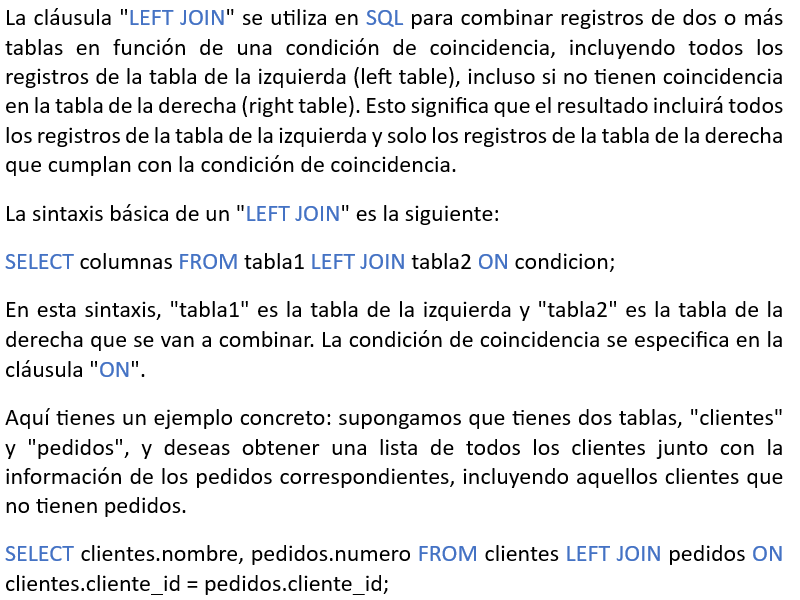 La cláusula "LEFT JOIN" se utiliza en SQL para combinar registros de dos o más
tablas en función de una condición de coincidencia, incluyendo todos los
registros de la tabla de la izquierda (left table), incluso si no tienen coincidencia
en la tabla de la derecha (right table). Esto significa que el resultado incluirá todos
los registros de la tabla de la izquierda y solo los registros de la tabla de la derecha
que cumplan con la condición de coincidencia.
La sintaxis básica de un "LEFT JOIN" es la siguiente:
SELECT columnas FROM tabla1 LEFT JOIN tabla2 ON condicion;
En esta sintaxis, "tabla1" es la tabla de la izquierda y "tabla2" es la tabla de la
derecha que se van a combinar. La condición de coincidencia se especifica en la
cláusula "ON".
Aquí tienes un ejemplo concreto: supongamos que tienes dos tablas, "clientes"
y "pedidos", y deseas obtener una lista de todos los clientes junto con la
información de los pedidos correspondientes, incluyendo aquellos clientes que
no tienen pedidos.
SELECT clientes.nombre, pedidos.numero FROM clientes LEFT JOIN pedidos ON
clientes.cliente_id = pedidos.cliente_id;